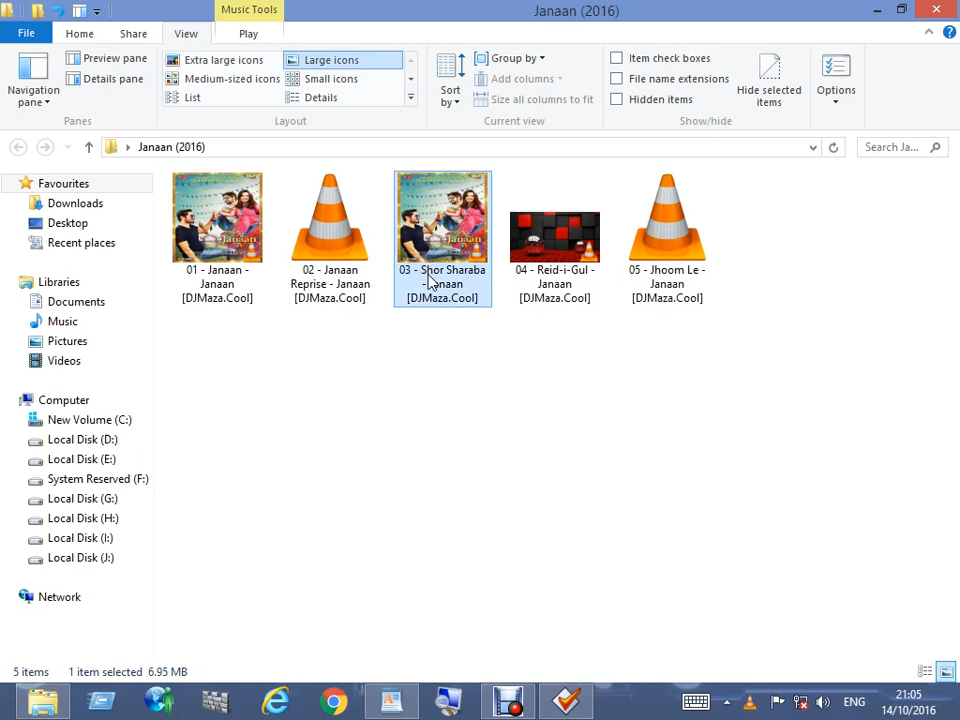 Music Tools
Janaan (2016)
File Home Share View Play
Navigation pane
Preview pane
Details pane
Extra large icons
Large icons
Medium-sized icons
Small icons
List
Details
Sort by
Group by
Add columns
Size all columns to fit
Item check boxes
File name extensions
Hidden items
Hide selected items
Options
Panes
Layout
Current view
Show/hide
Janaan (2016)
Search Ja...
Favourites
Downloads
Desktop
Recent places
Libraries
Documents
Music
Pictures
Videos
Computer
New Volume (C:)
Local Disk (D:)
Local Disk (E:)
System Reserved (F:)
Local Disk (G:)
Local Disk (H:)
Local Disk (I:)
Local Disk (J:)
Network
01 - Janaan -
Janaan
[DJMaza.Cool]
02 - Janaan
Reprise - Janaan
[DJMaza.Cool]
03 - Shor Sharaba
- Janaan
[DJMaza.Cool]
04 - Reid-i-Gul -
Janaan
[DJMaza.Cool]
05 - Jhoom Le -
Janaan
[DJMaza.Cool]
5 items 1 item selected 6.95 MB
ENG
21:05
14/10/2016